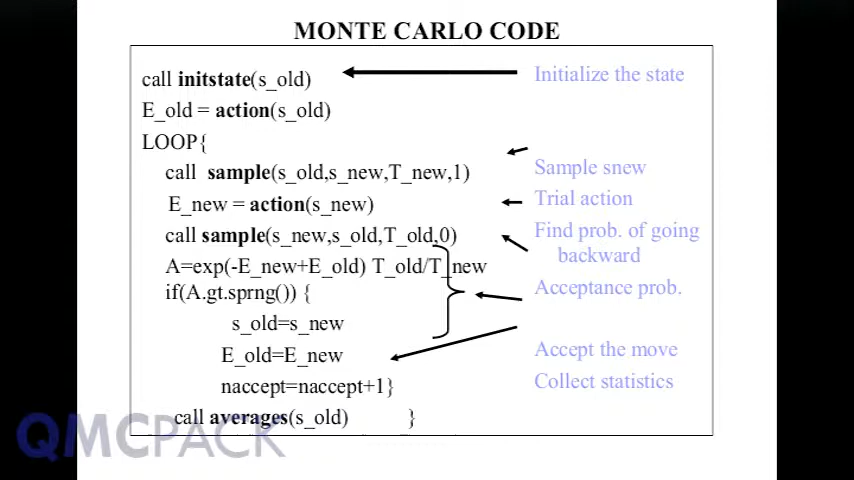 MONTE CARLO CODE
call initstate(s_old)
Initialize the state
E_old = action(s_old)
LOOP{
call sample(s_old,s_new,T_new,1)
Sample snew
E_new = action(s_new)
Trial action
call sample(s_new,s_old,T_old,0)
Find prob. of going
backward
A=exp(-E_new+E_old) T_old/T_new
if(A.gt.sprng()) {
Acceptance prob.
s_old=s_new
E_old=E_new
Accept the move
naccept=naccept+1}
Collect statistics
call averages(s_old) }
QMCPACK